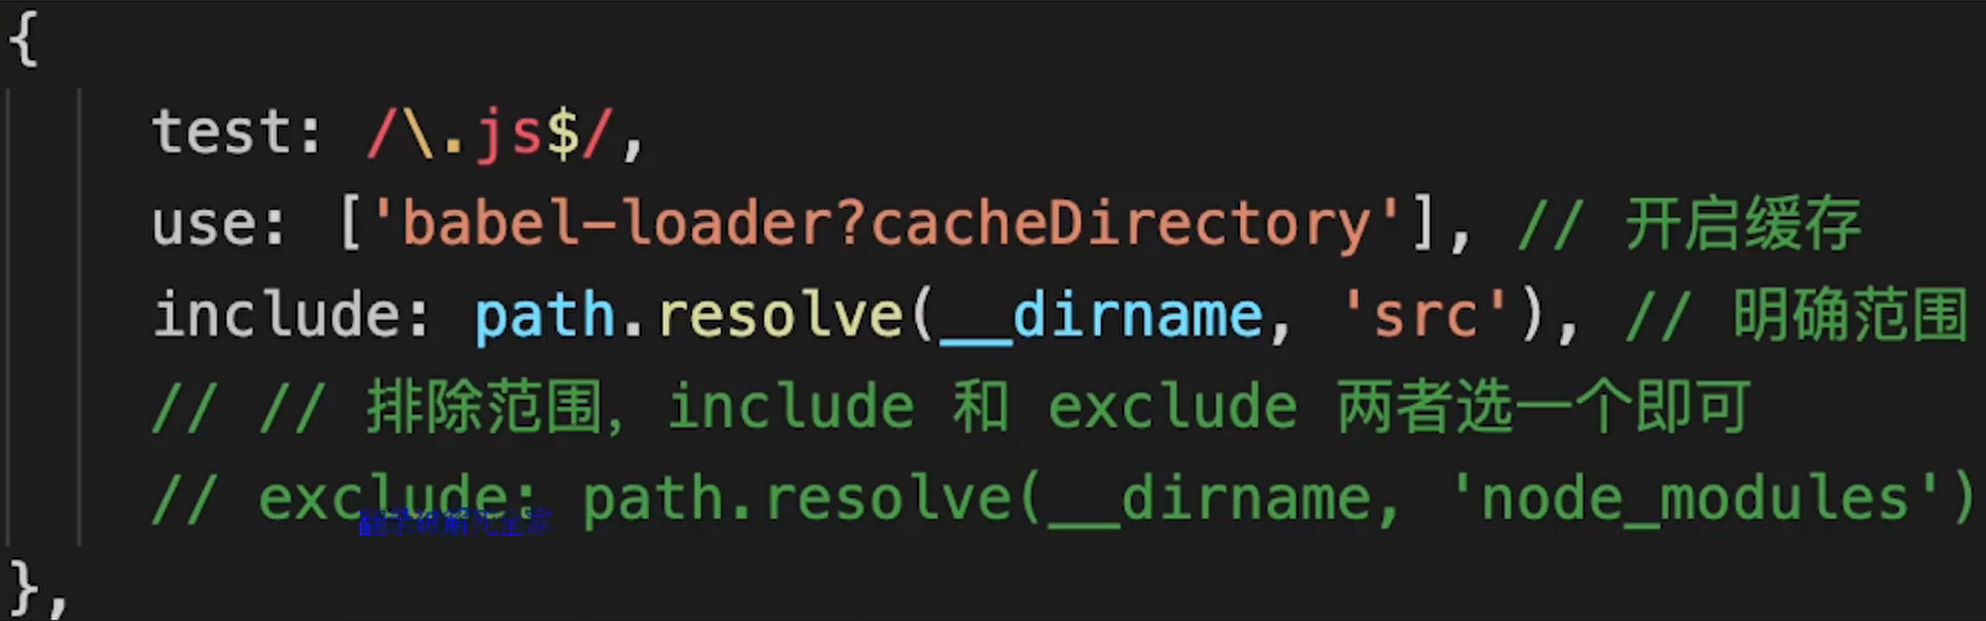 {
test: /\.js$/,
use: ['babel-loader?cacheDirectory'], // 开启缓存
include: path.resolve(__dirname, 'src'), // 明确范围
// // 排除范围，include 和 exclude 两者选一个即可
// exclude: path.resolve(__dirname, 'node_modules')
},